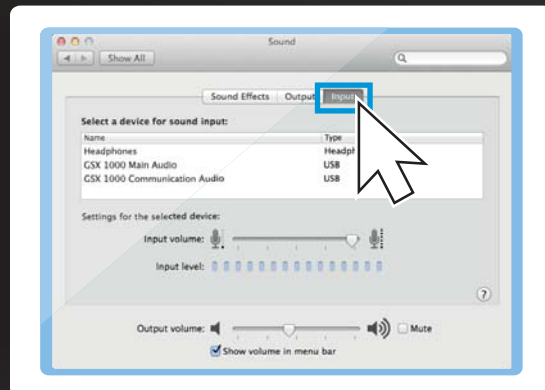 Sound
Show All
Sound Effects Output Input
Select a device for sound input:
Name Type
Headphones Headph
GSX 1000 Main Audio USB
GSX 1000 Communication Audio USB
Settings for the selected device:
Input volume:
Input level:
?
Output volume: Mute
Show volume in menu bar